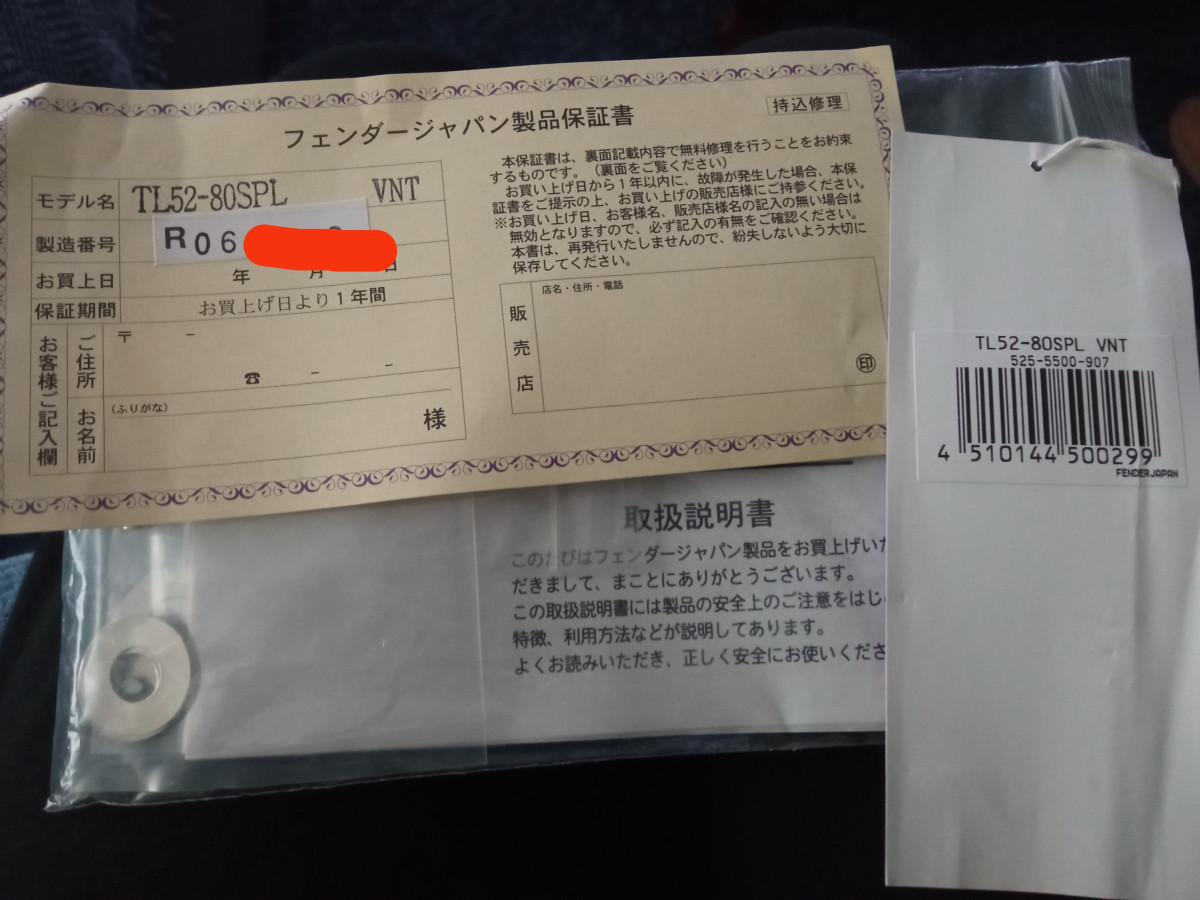 フェンダージャパン製品保証書
持込修理
モデル名 TL52-80SPL VNT
製造番号 R06
お買上日 年 月 日
保証期間 お買上げ日より1年間
お客様ご記入欄
ご住所
〒 -
☎ - -
お名前
(ふりがな)
様
本保証書は、裏面記載内容で無料修理を行うことをお約束
するものです。(裏面をご覧ください)
お買い上げ日から1年以内に、故障が発生した場合、本保
証書をご提示の上、お買い上げの販売店様にご持参ください。
※お買い上げ日、お客様名、販売店様名の記入の無い場合は
無効となりますので、必ず記入の有無をご確認ください。
本書は、再発行いたしませんので、紛失しないよう大切に
保存してください。
販売店
店名・住所・電話
印
TL52-80SPL VNT
525-5500-907
4 510144 500299
FENDER JAPAN
取扱説明書
このたびはフェンダージャパン製品をお買上げいた
だきまして、まことにありがとうございます。
この取扱説明書には製品の安全上のご注意をはじ
特徴、利用方法などが説明してあります。
よくお読みいただき、正しく安全にお使いくださ